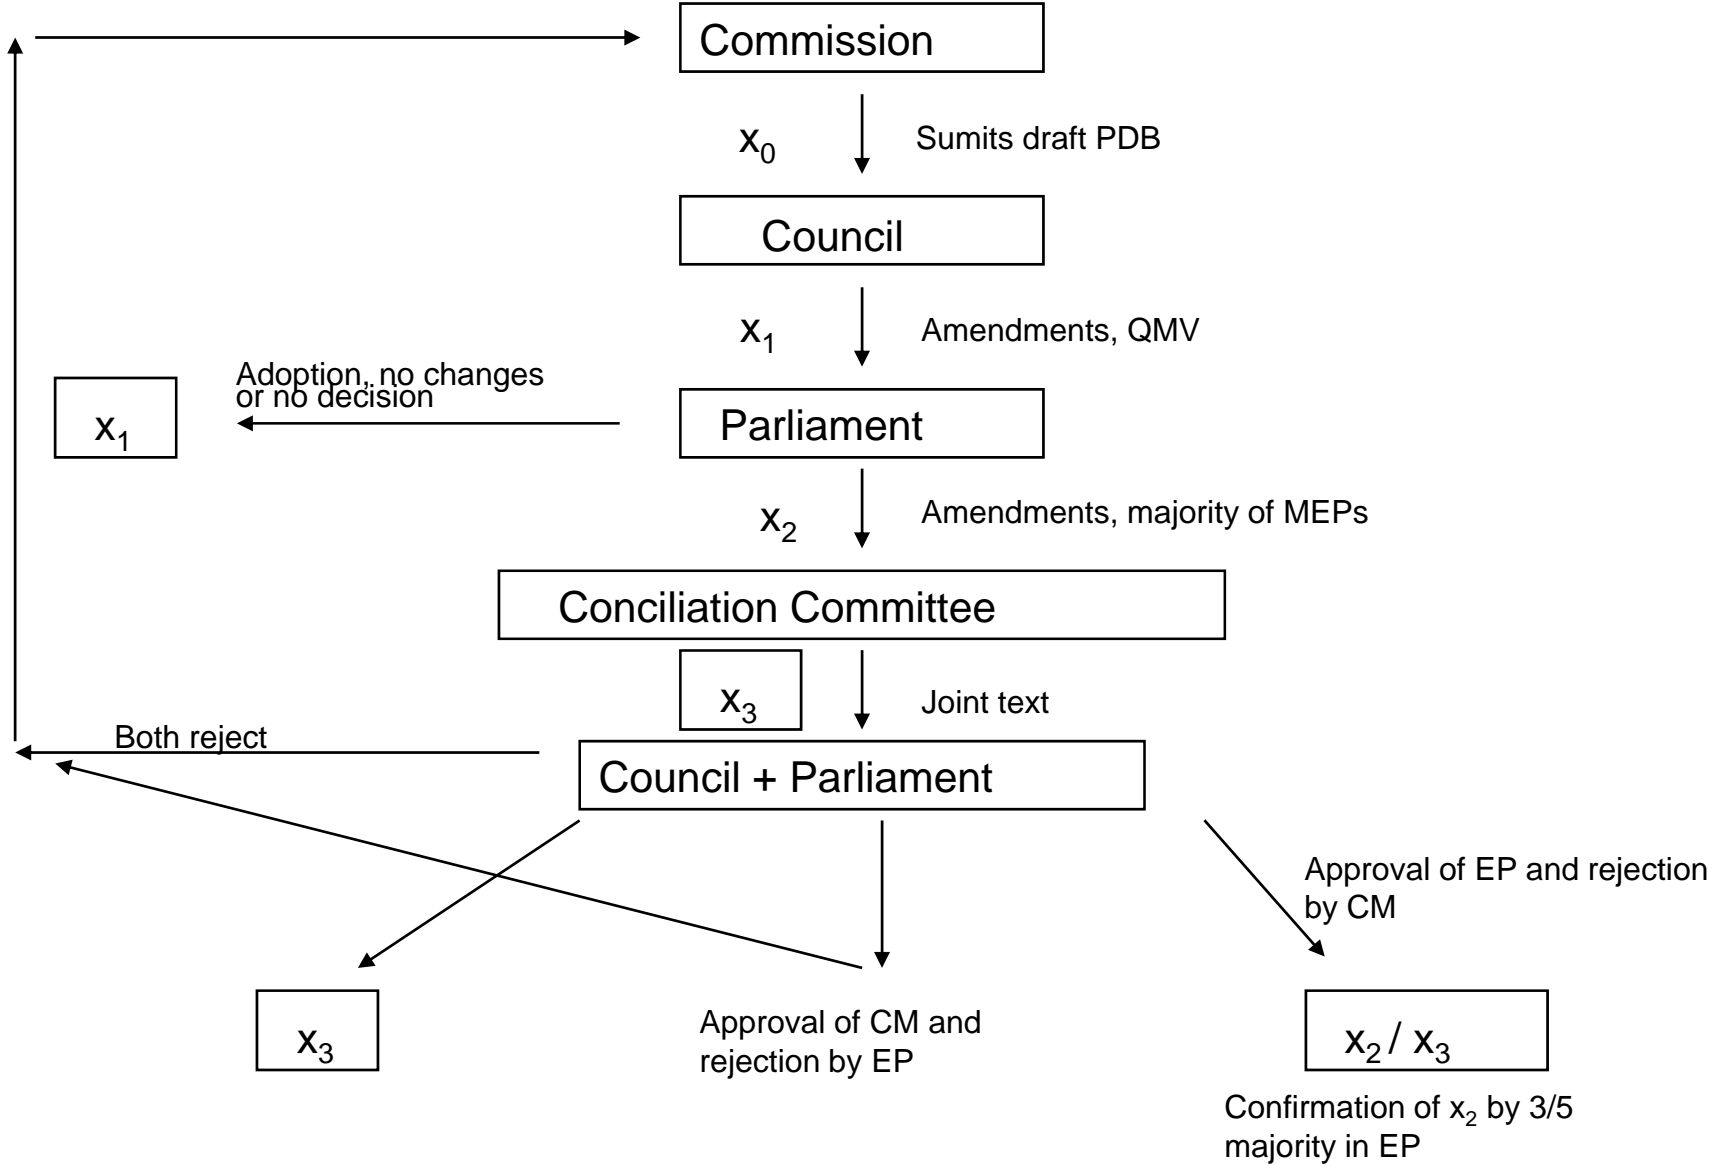 Commission
x₀
Sumits draft PDB
Council
x₁
Amendments, QMV
Adoption, no changes
or no decision
x₁
Parliament
x₂
Amendments, majority of MEPs
Conciliation Committee
x₃
Joint text
Both reject
Council + Parliament
Approval of EP and rejection
by CM
x₃
Approval of CM and
rejection by EP
x₂ / x₃
Confirmation of x₂ by 3/5
majority in EP